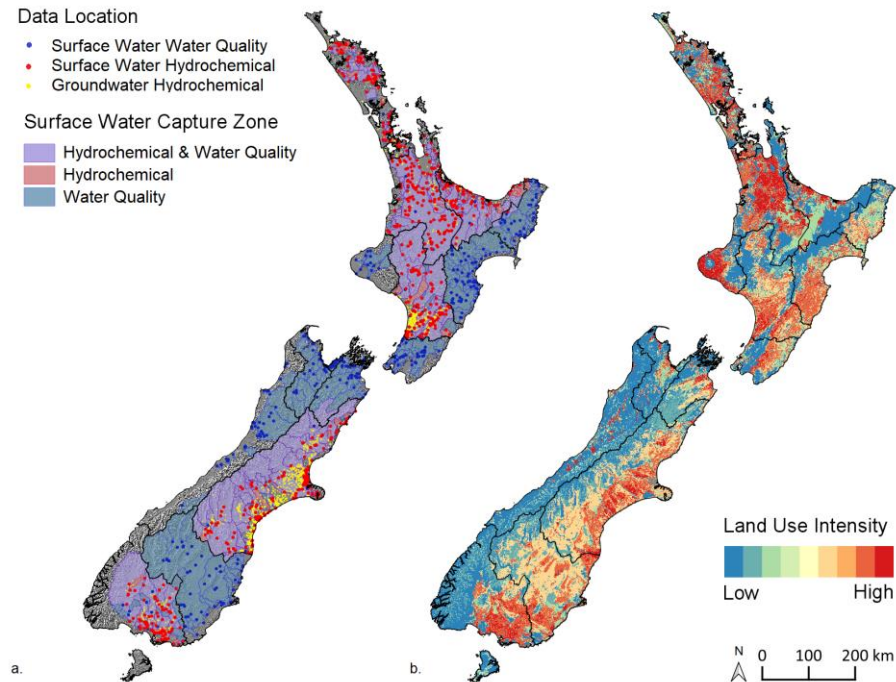 Data Location
Surface Water Water Quality
Surface Water Hydrochemical
Groundwater Hydrochemical
Surface Water Capture Zone
Hydrochemical & Water Quality
Hydrochemical
Water Quality
Land Use Intensity
Low High
N
0 100 200 km
a.
b.